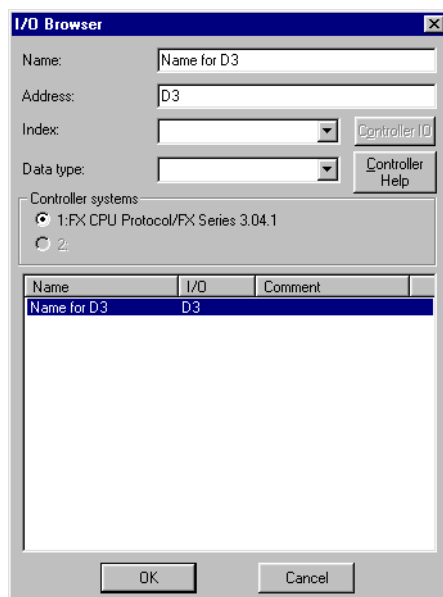 I/O Browser
Name: Name for D3
Address: D3
Index: Controller IO
Data type: Controller Help
Controller systems
1:FX CPU Protocol/FX Series 3.04.1
2:
Name I/O Comment
Name for D3 D3
OK Cancel